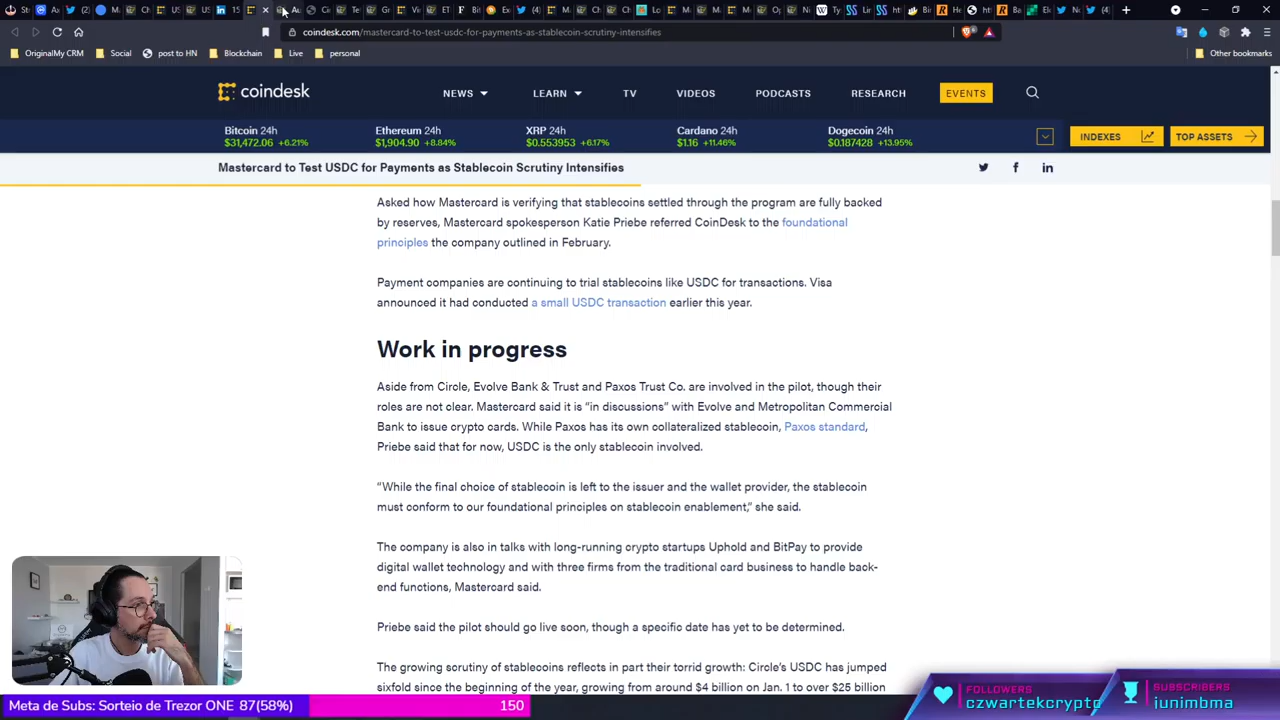 coindesk.com/mastercard-to-test-usdc-for-payments-as-stablecoin-scrutiny-intensifies
OriginalMy CRM
Social
post to HN
Blockchain
Live
personal
Other bookmarks
coindesk
NEWS
LEARN
TV
VIDEOS
PODCASTS
RESEARCH
EVENTS
Bitcoin 24h
$31,472.06 +6.21%
Ethereum 24h
$1,904.90 +8.84%
XRP 24h
$0.553953 +6.17%
Cardano 24h
$1.16 +11.46%
Dogecoin 24h
$0.187428 +13.95%
INDEXES
TOP ASSETS
Mastercard to Test USDC for Payments as Stablecoin Scrutiny Intensifies
Asked how Mastercard is verifying that stablecoins settled through the program are fully backed
by reserves, Mastercard spokesperson Katie Priebe referred CoinDesk to the foundational
principles the company outlined in February.
Payment companies are continuing to trial stablecoins like USDC for transactions. Visa
announced it had conducted a small USDC transaction earlier this year.
Work in progress
Aside from Circle, Evolve Bank & Trust and Paxos Trust Co. are involved in the pilot, though their
roles are not clear. Mastercard said it is “in discussions” with Evolve and Metropolitan Commercial
Bank to issue crypto cards. While Paxos has its own collateralized stablecoin, Paxos standard,
Priebe said that for now, USDC is the only stablecoin involved.
“While the final choice of stablecoin is left to the issuer and the wallet provider, the stablecoin
must conform to our foundational principles on stablecoin enablement,” she said.
The company is also in talks with long-running crypto startups Uphold and BitPay to provide
digital wallet technology and with three firms from the traditional card business to handle back-
end functions, Mastercard said.
Priebe said the pilot should go live soon, though a specific date has yet to be determined.
The growing scrutiny of stablecoins reflects in part their torrid growth: Circle’s USDC has jumped
sixfold since the beginning of the year, growing from around $4 billion on Jan. 1 to over $25 billion
Meta de Subs: Sorteio de Trezor ONE 87(58%)
150
FOLLOWERS
czwartekcrypto
SUBSCRIBERS
junimbma